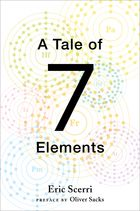 A Tale of
7
Elements
Eric Scerri
PREFACE BY Oliver Sacks